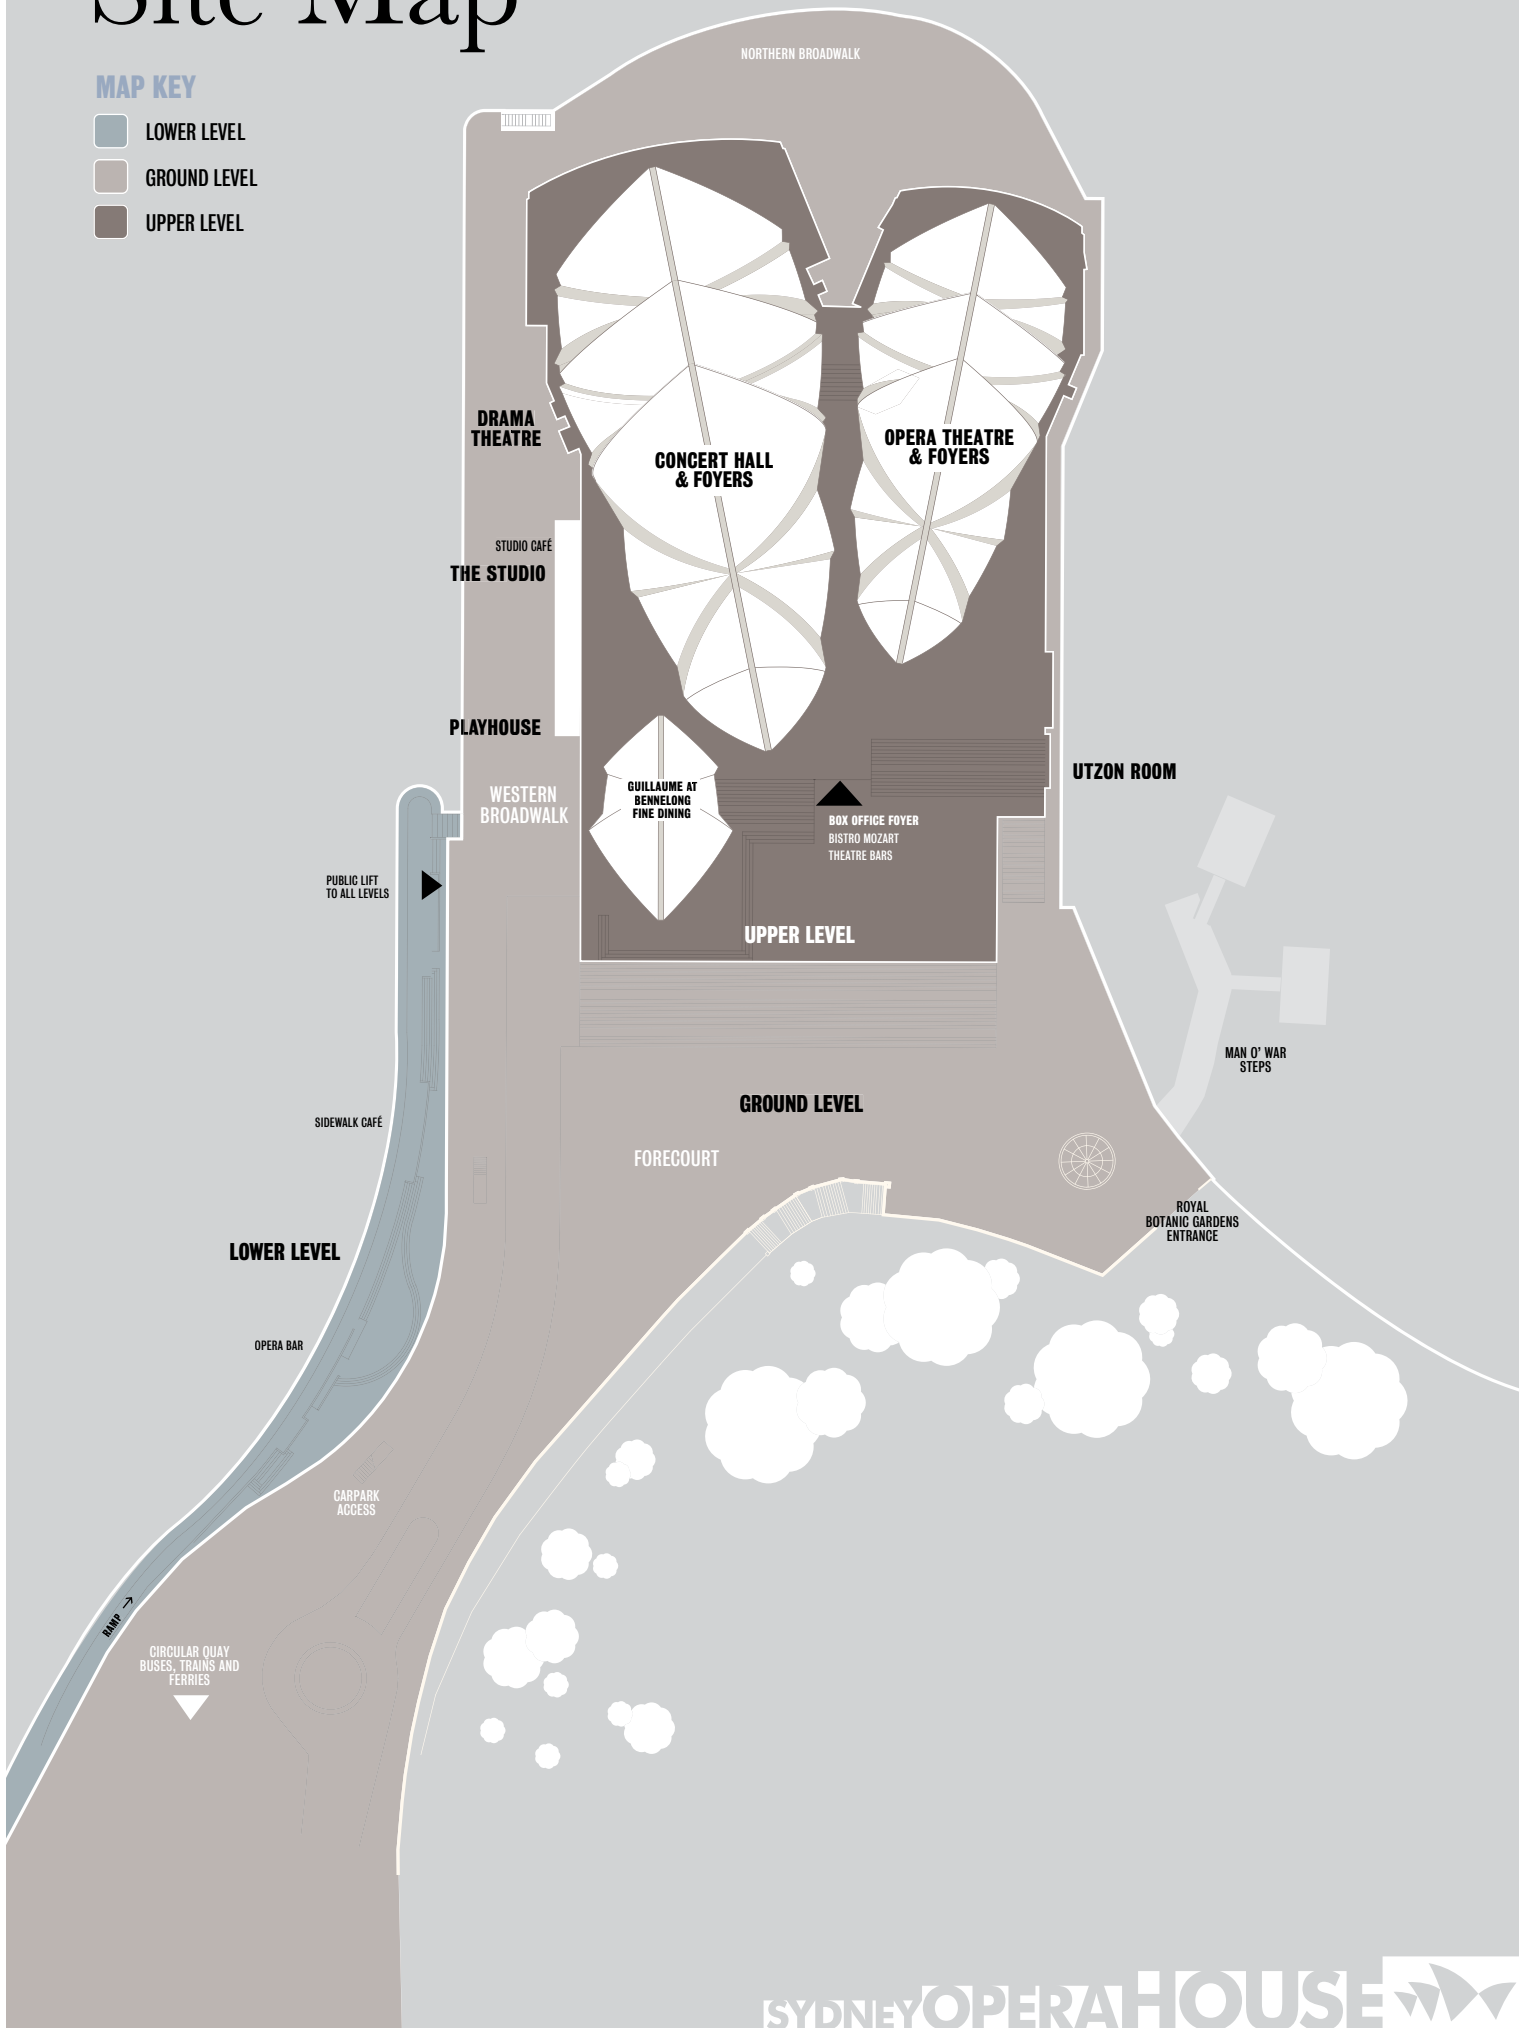 Site Map
MAP KEY
LOWER LEVEL
GROUND LEVEL
UPPER LEVEL
NORTHERN BROADWALK
DRAMA
THEATRE
CONCERT HALL
& FOYERS
OPERA THEATRE
& FOYERS
STUDIO CAFÉ
THE STUDIO
PLAYHOUSE
WESTERN
BROADWALK
GUILLAUME AT
BENNELONG
FINE DINING
UTZON ROOM
BOX OFFICE FOYER
BISTRO MOZART
THEATRE BARS
PUBLIC LIFT
TO ALL LEVELS
UPPER LEVEL
MAN O' WAR
STEPS
GROUND LEVEL
SIDEWALK CAFÉ
FORECOURT
ROYAL
BOTANIC GARDENS
ENTRANCE
LOWER LEVEL
OPERA BAR
CARPARK
ACCESS
RAMP →
CIRCULAR QUAY
BUSES, TRAINS AND
FERRIES
SYDNEY OPERA HOUSE